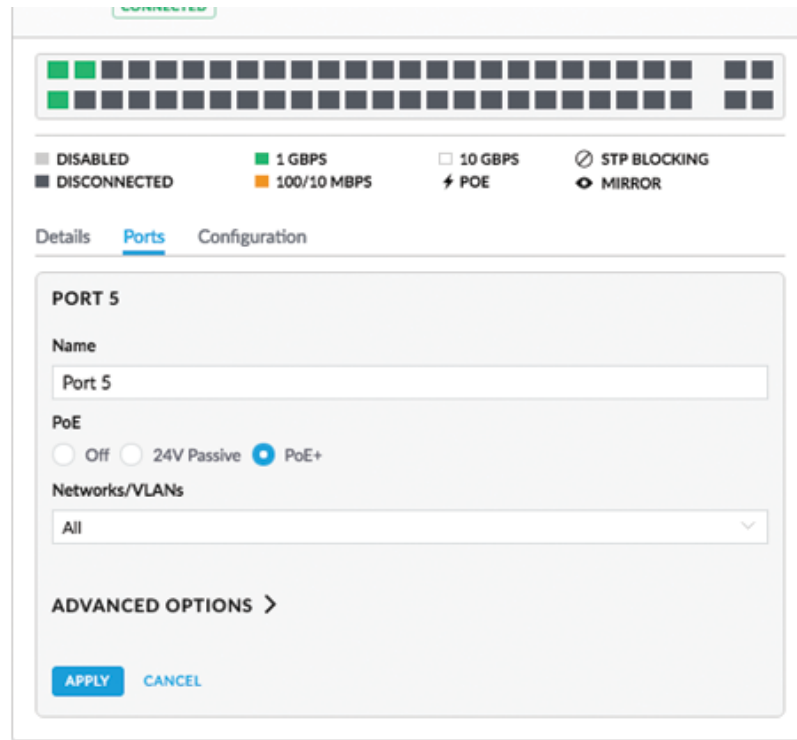 CONNECTED
DISABLED 1 GBPS 10 GBPS STP BLOCKING
DISCONNECTED 100/10 MBPS POE MIRROR
Details Ports Configuration
PORT 5
Name
Port 5
PoE
Off 24V Passive PoE+
Networks/VLANs
All
ADVANCED OPTIONS
APPLY CANCEL